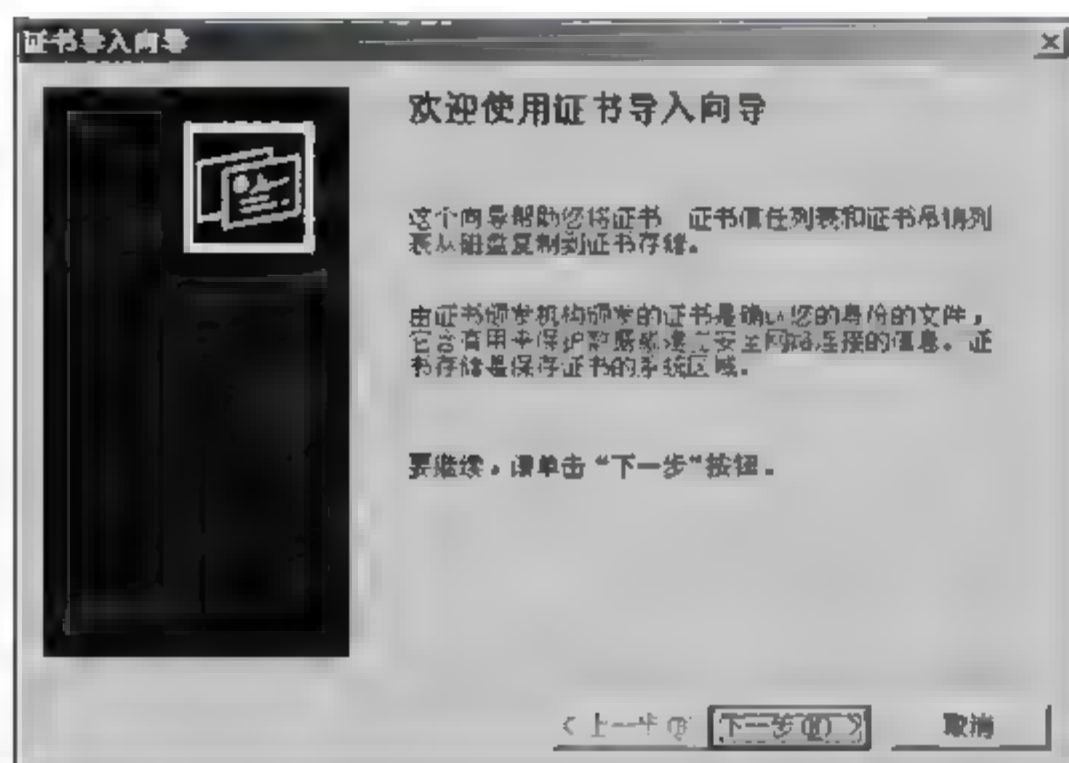 证书导入向导
欢迎使用证书导入向导
这个向导帮助您将证书、证书信任列表和证书吊销列
表从磁盘复制到证书存储。
由证书颁发机构颁发的证书是确认您的身份的文件，
它含有用来保护数据或建立安全网络连接的信息。证
书存储是保存证书的系统区域。
要继续，请单击“下一步”按钮。
< 上一步(B)
下一步(N) >
取消